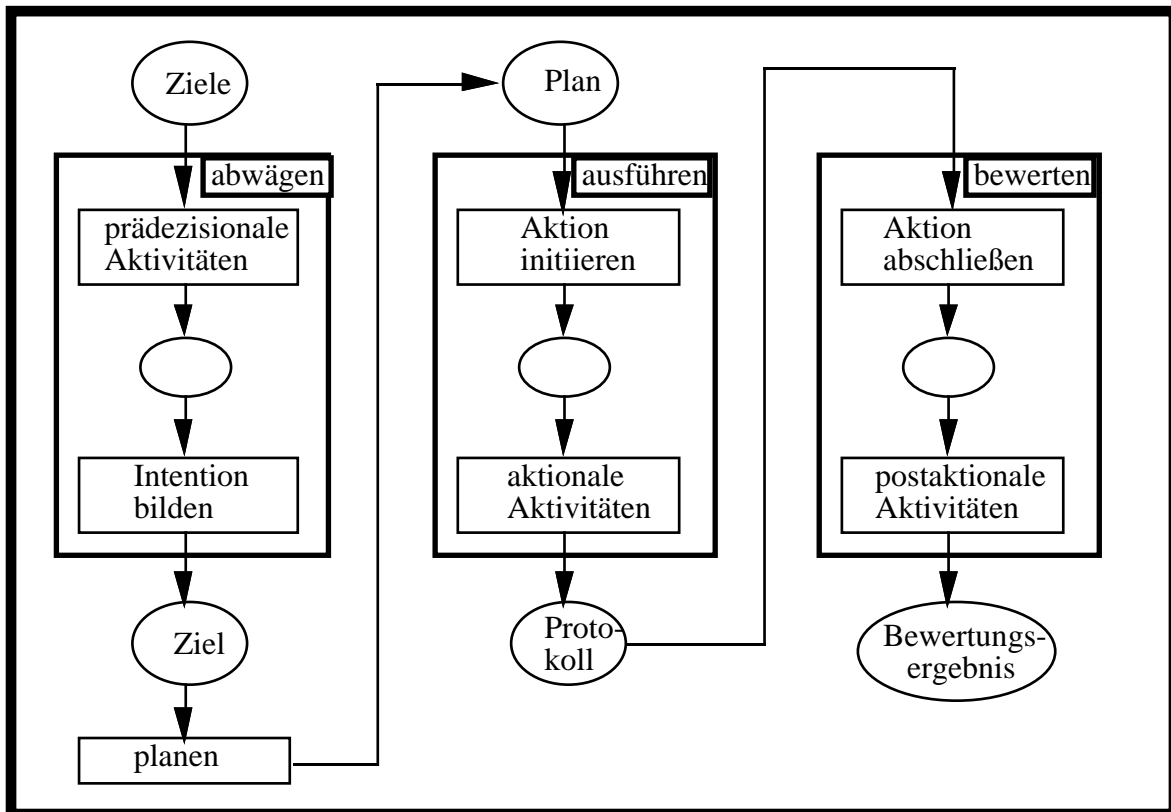 Ziele
abwägen
prädezisionale
Aktivitäten
Intention
bilden
Ziel
planen
Plan
ausführen
Aktion
initiieren
aktionale
Aktivitäten
Proto-
koll
bewerten
Aktion
abschließen
postaktionale
Aktivitäten
Bewertungs-
ergebnis